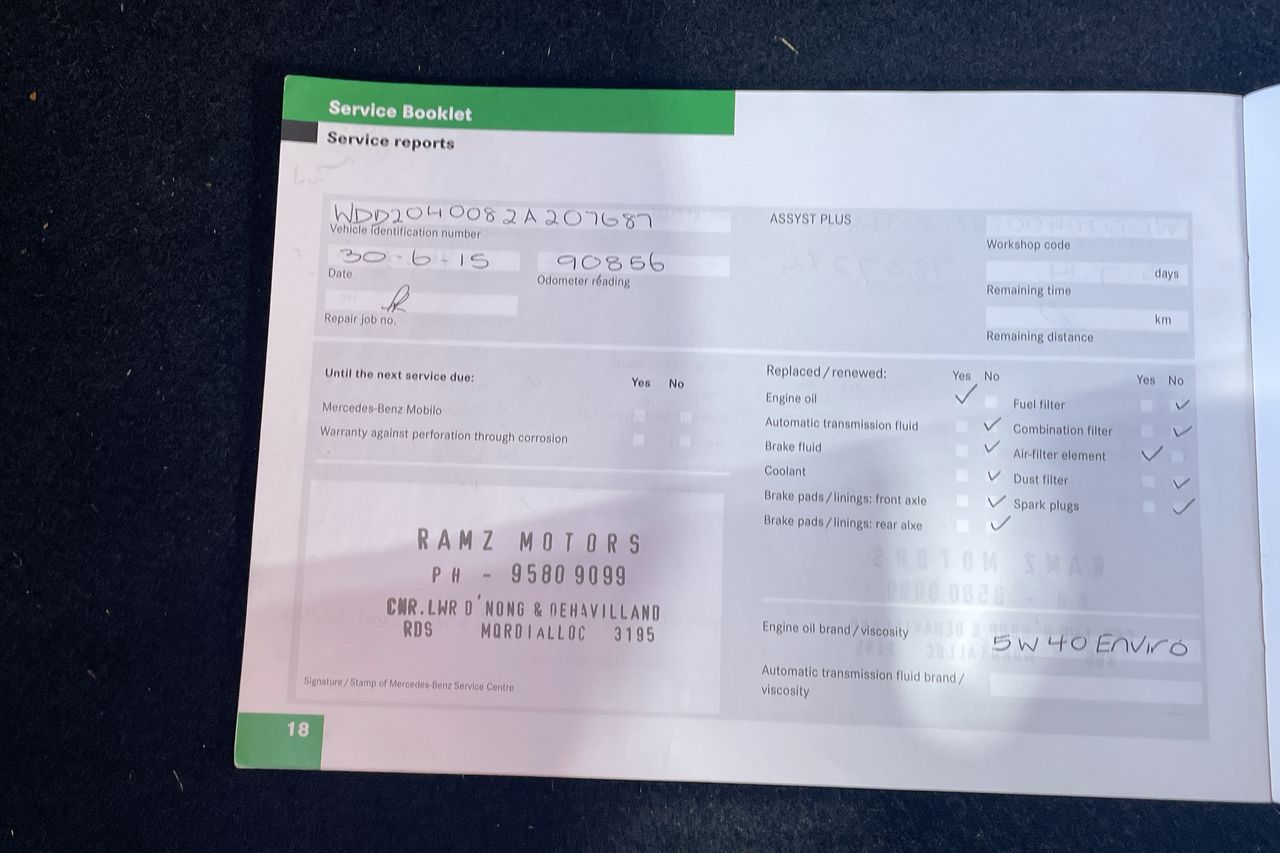 Service Booklet
Service reports
WDD2040082A207687
Vehicle identification number
30-6-15
Date
90856
Odometer reading
Repair job no.
ASSYST PLUS
Workshop code
days
Remaining time
km
Remaining distance
Until the next service due:
Yes No
Mercedes-Benz Mobilo
Warranty against perforation through corrosion
RAMZ MOTORS
PH - 9580 9099
CNR.LWR D'NONG & DEHAVILLAND
RDS MORDIALLOC 3195
Signature / Stamp of Mercedes-Benz Service Centre
Replaced / renewed:
Yes No
Engine oil
Automatic transmission fluid
Brake fluid
Coolant
Brake pads / linings: front axle
Brake pads / linings: rear alxe
Yes No
Fuel filter
Combination filter
Air-filter element
Dust filter
Spark plugs
Engine oil brand / viscosity
5W40 Enviro
Automatic transmission fluid brand /
viscosity
18